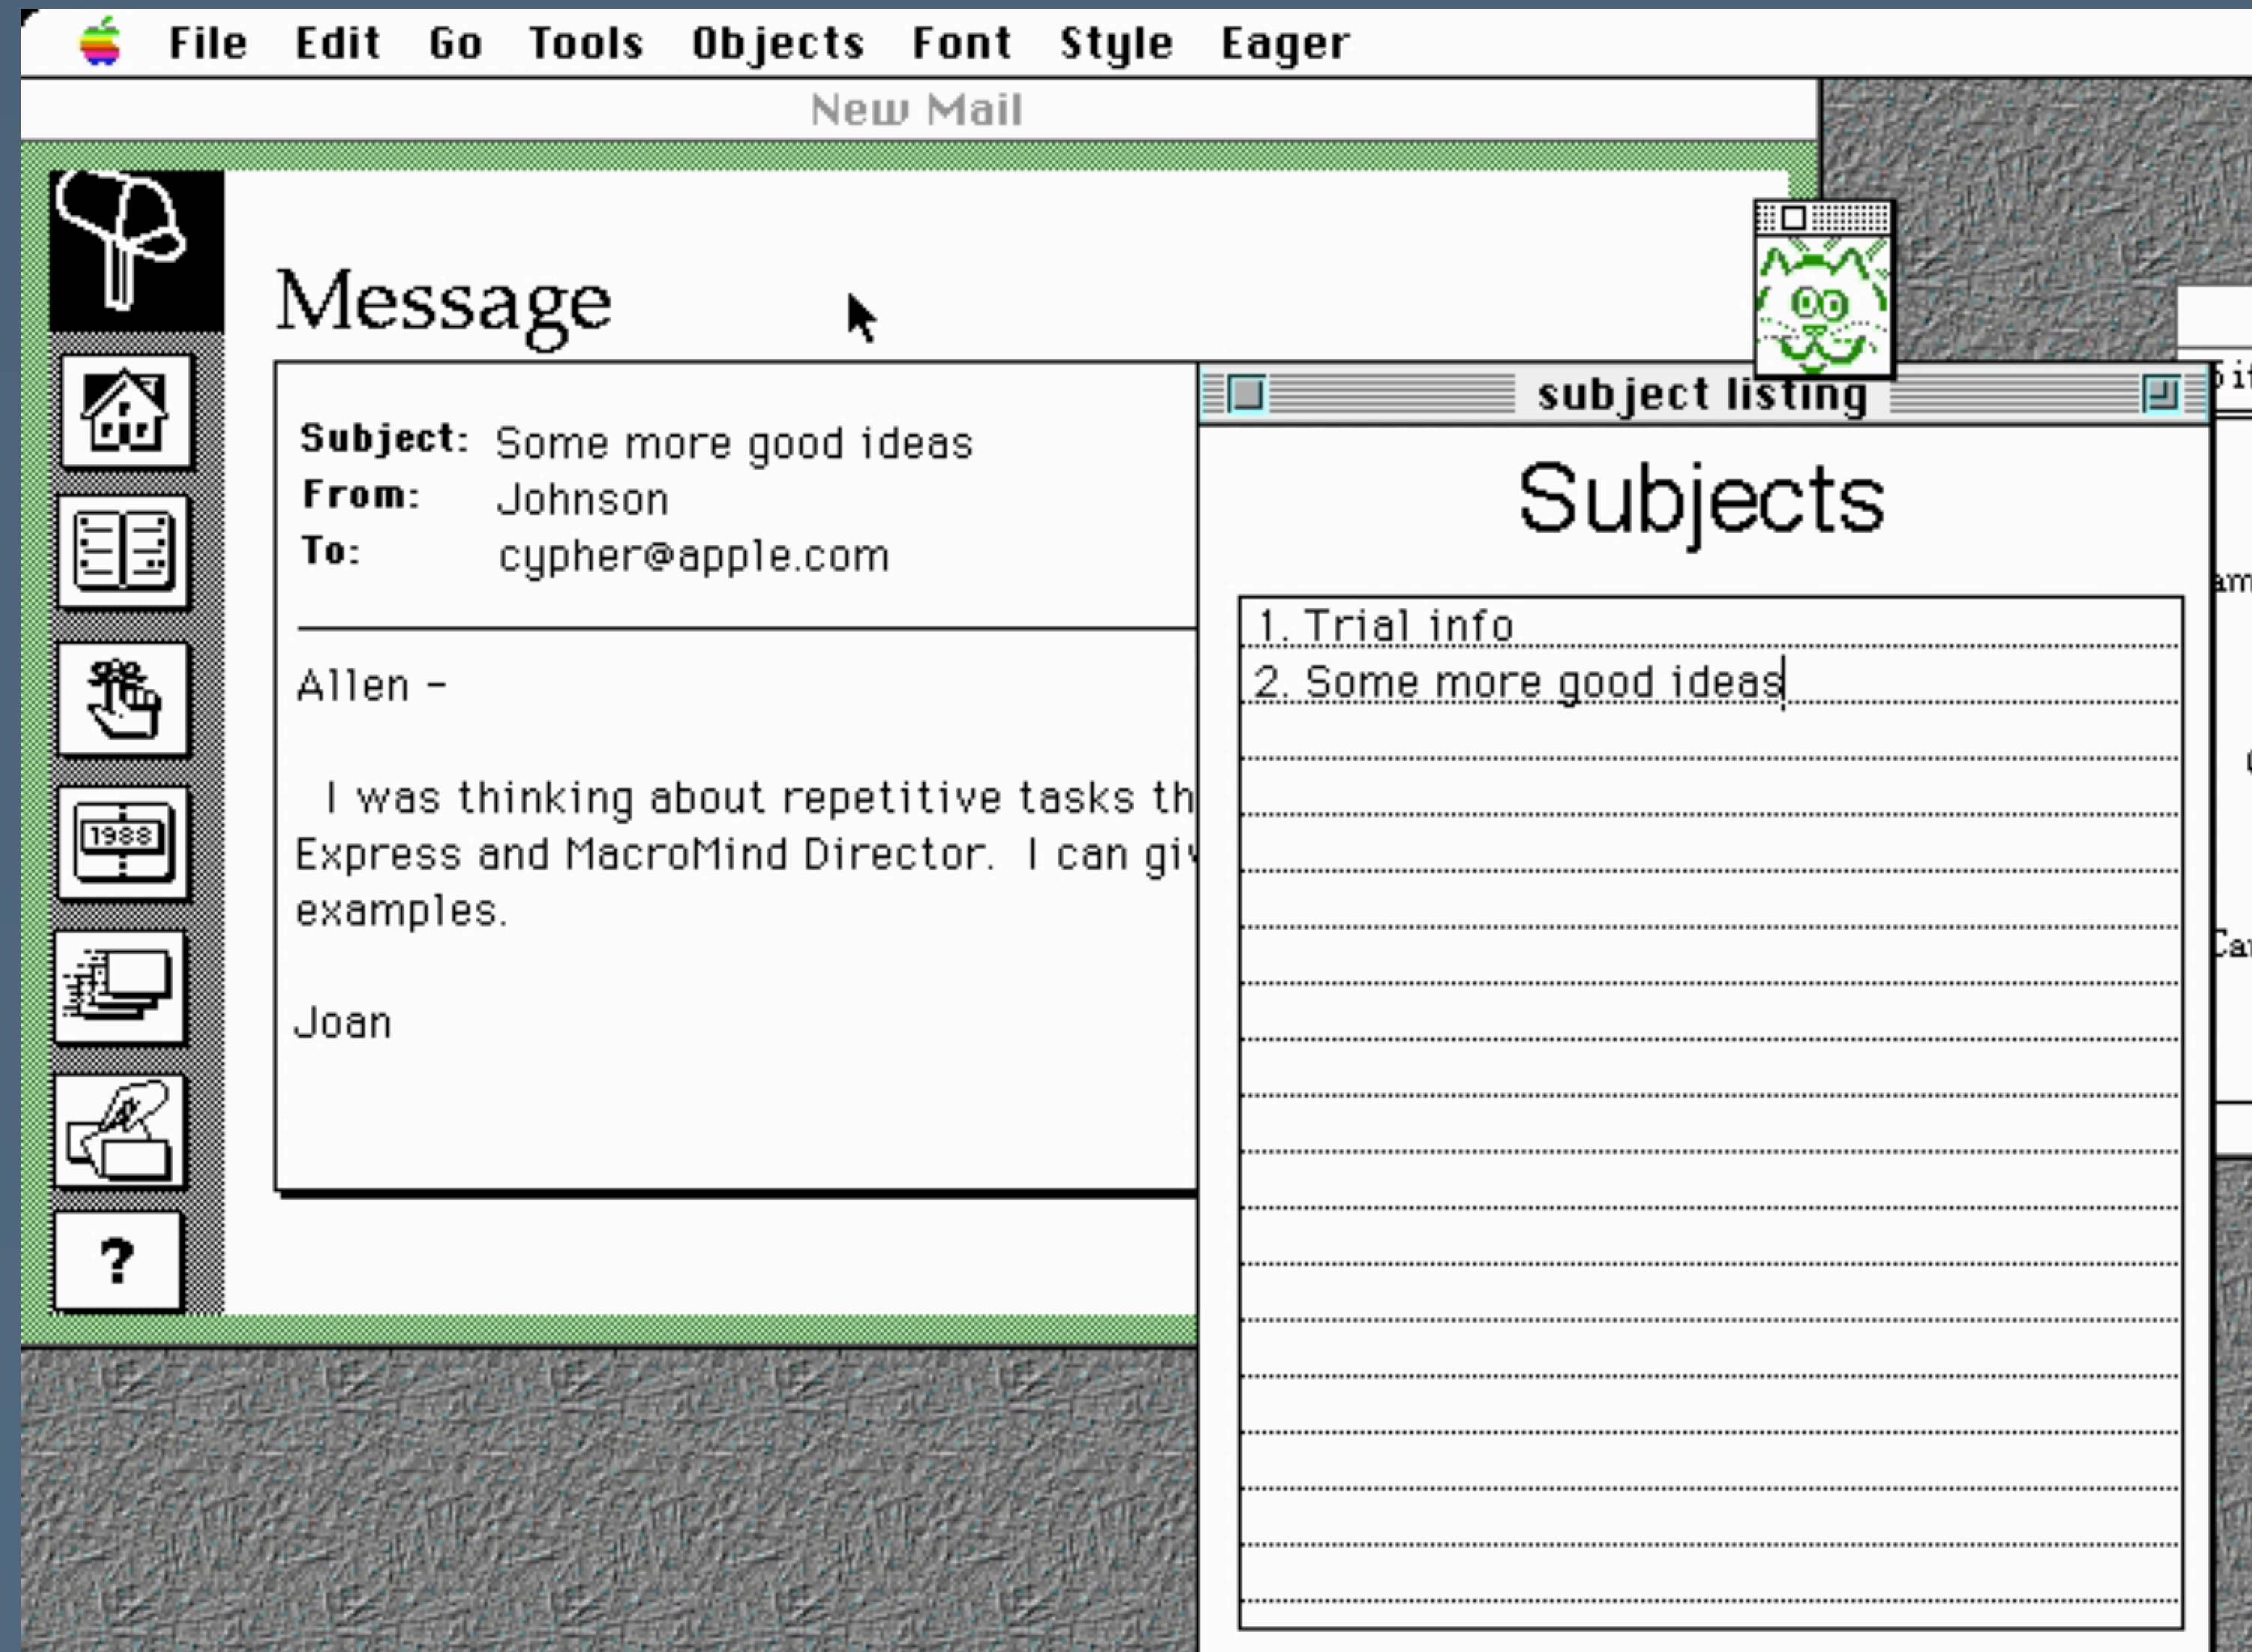 File Edit Go Tools Objects Font Style Eager
New Mail
Message
Subject: Some more good ideas
From: Johnson
To: cypher@apple.com
Allen -
I was thinking about repetitive tasks
Express and MacroMind Director. I can
examples.
Joan
1988
?
subject listing
Subjects
1. Trial info
2. Some more good ideas